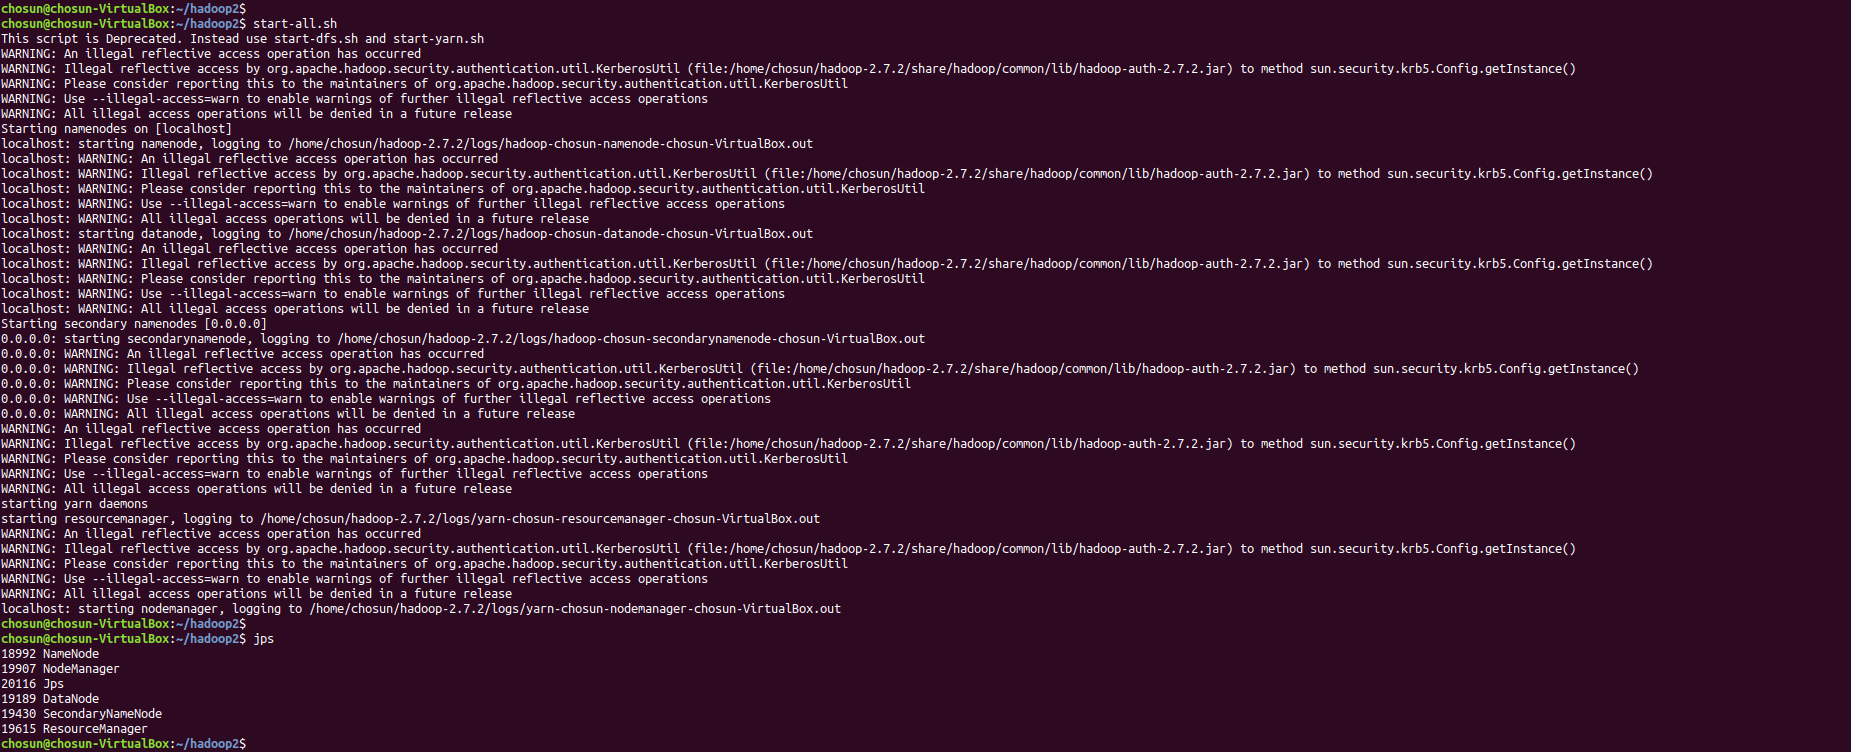 chosun@chosun-VirtualBox:~/hadoop2$
chosun@chosun-VirtualBox:~/hadoop2$ start-all.sh
This script is Deprecated. Instead use start-dfs.sh and start-yarn.sh
WARNING: An illegal reflective access operation has occurred
WARNING: Illegal reflective access by org.apache.hadoop.security.authentication.util.KerberosUtil (file:/home/chosun/hadoop-2.7.2/share/hadoop/common/lib/hadoop-auth-2.7.2.jar) to method sun.security.krb5.Config.getInstance()
WARNING: Please consider reporting this to the maintainers of org.apache.hadoop.security.authentication.util.KerberosUtil
WARNING: Use --illegal-access=warn to enable warnings of further illegal reflective access operations
WARNING: All illegal access operations will be denied in a future release
Starting namenodes on [localhost]
localhost: starting namenode, logging to /home/chosun/hadoop-2.7.2/logs/hadoop-chosun-namenode-chosun-VirtualBox.out
localhost: WARNING: An illegal reflective access operation has occurred
localhost: WARNING: Illegal reflective access by org.apache.hadoop.security.authentication.util.KerberosUtil (file:/home/chosun/hadoop-2.7.2/share/hadoop/common/lib/hadoop-auth-2.7.2.jar) to method sun.security.krb5.Config.getInstance()
localhost: WARNING: Please consider reporting this to the maintainers of org.apache.hadoop.security.authentication.util.KerberosUtil
localhost: WARNING: Use --illegal-access=warn to enable warnings of further illegal reflective access operations
localhost: WARNING: All illegal access operations will be denied in a future release
localhost: starting datanode, logging to /home/chosun/hadoop-2.7.2/logs/hadoop-chosun-datanode-chosun-VirtualBox.out
localhost: WARNING: An illegal reflective access operation has occurred
localhost: WARNING: Illegal reflective access by org.apache.hadoop.security.authentication.util.KerberosUtil (file:/home/chosun/hadoop-2.7.2/share/hadoop/common/lib/hadoop-auth-2.7.2.jar) to method sun.security.krb5.Config.getInstance()
localhost: WARNING: Please consider reporting this to the maintainers of org.apache.hadoop.security.authentication.util.KerberosUtil
localhost: WARNING: Use --illegal-access=warn to enable warnings of further illegal reflective access operations
localhost: WARNING: All illegal access operations will be denied in a future release
Starting secondary namenodes [0.0.0.0]
0.0.0.0: starting secondarynamenode, logging to /home/chosun/hadoop-2.7.2/logs/hadoop-chosun-secondarynamenode-chosun-VirtualBox.out
0.0.0.0: WARNING: An illegal reflective access operation has occurred
0.0.0.0: WARNING: Illegal reflective access by org.apache.hadoop.security.authentication.util.KerberosUtil (file:/home/chosun/hadoop-2.7.2/share/hadoop/common/lib/hadoop-auth-2.7.2.jar) to method sun.security.krb5.Config.getInstance()
0.0.0.0: WARNING: Please consider reporting this to the maintainers of org.apache.hadoop.security.authentication.util.KerberosUtil
0.0.0.0: WARNING: Use --illegal-access=warn to enable warnings of further illegal reflective access operations
0.0.0.0: WARNING: All illegal access operations will be denied in a future release
WARNING: An illegal reflective access operation has occurred
WARNING: Illegal reflective access by org.apache.hadoop.security.authentication.util.KerberosUtil (file:/home/chosun/hadoop-2.7.2/share/hadoop/common/lib/hadoop-auth-2.7.2.jar) to method sun.security.krb5.Config.getInstance()
WARNING: Please consider reporting this to the maintainers of org.apache.hadoop.security.authentication.util.KerberosUtil
WARNING: Use --illegal-access=warn to enable warnings of further illegal reflective access operations
WARNING: All illegal access operations will be denied in a future release
starting yarn daemons
starting resourcemanager, logging to /home/chosun/hadoop-2.7.2/logs/yarn-chosun-resourcemanager-chosun-VirtualBox.out
WARNING: An illegal reflective access operation has occurred
WARNING: Illegal reflective access by org.apache.hadoop.security.authentication.util.KerberosUtil (file:/home/chosun/hadoop-2.7.2/share/hadoop/common/lib/hadoop-auth-2.7.2.jar) to method sun.security.krb5.Config.getInstance()
WARNING: Please consider reporting this to the maintainers of org.apache.hadoop.security.authentication.util.KerberosUtil
WARNING: Use --illegal-access=warn to enable warnings of further illegal reflective access operations
WARNING: All illegal access operations will be denied in a future release
localhost: starting nodemanager, logging to /home/chosun/hadoop-2.7.2/logs/yarn-chosun-nodemanager-chosun-VirtualBox.out
chosun@chosun-VirtualBox:~/hadoop2$
chosun@chosun-VirtualBox:~/hadoop2$ jps
18992 NameNode
19907 NodeManager
20116 Jps
19189 DataNode
19430 SecondaryNameNode
19615 ResourceManager
chosun@chosun-VirtualBox:~/hadoop2$